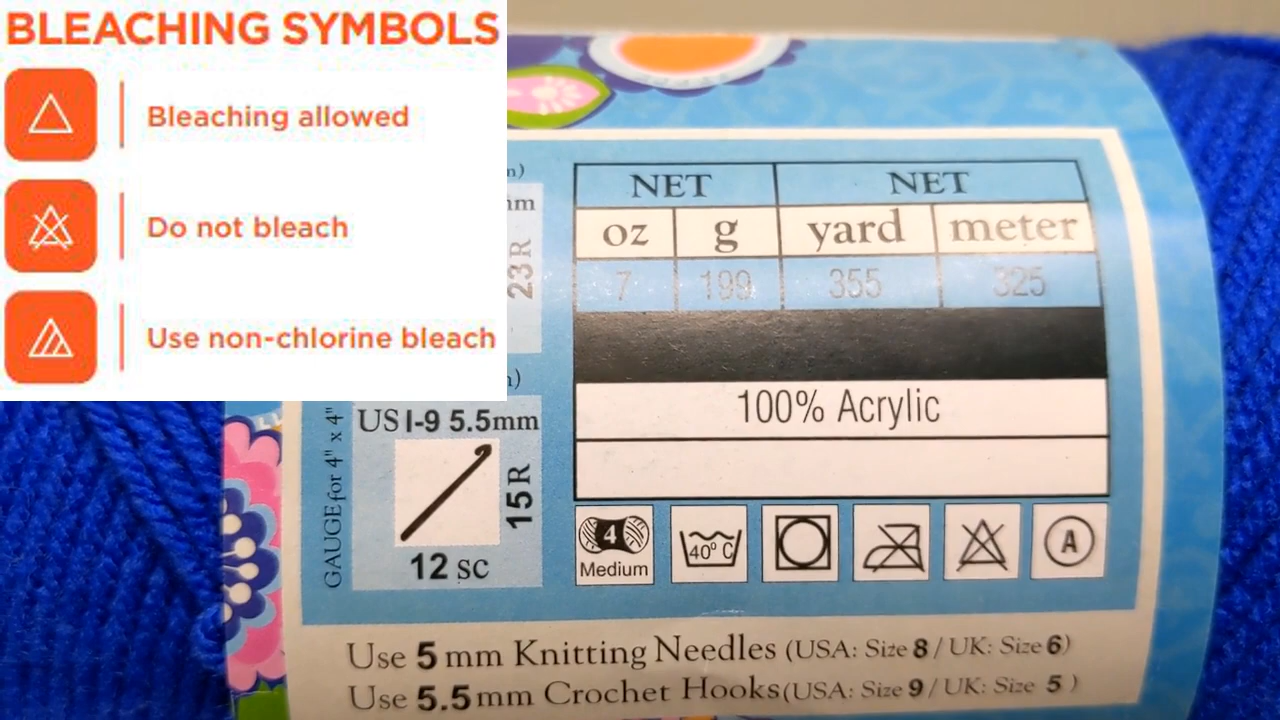 BLEACHING SYMBOLS
Bleaching allowed
Do not bleach
Use non-chlorine bleach
NET NET
oz g yard meter
7 199 355 325
23 R
100% Acrylic
GAUGE for 4" x 4"
US I-9 5.5mm
15 R
12 SC
4
Medium
40° C
A
Use 5 mm Knitting Needles (USA: Size 8 / UK: Size 6)
Use 5.5mm Crochet Hooks (USA: Size 9 / UK: Size 5 )